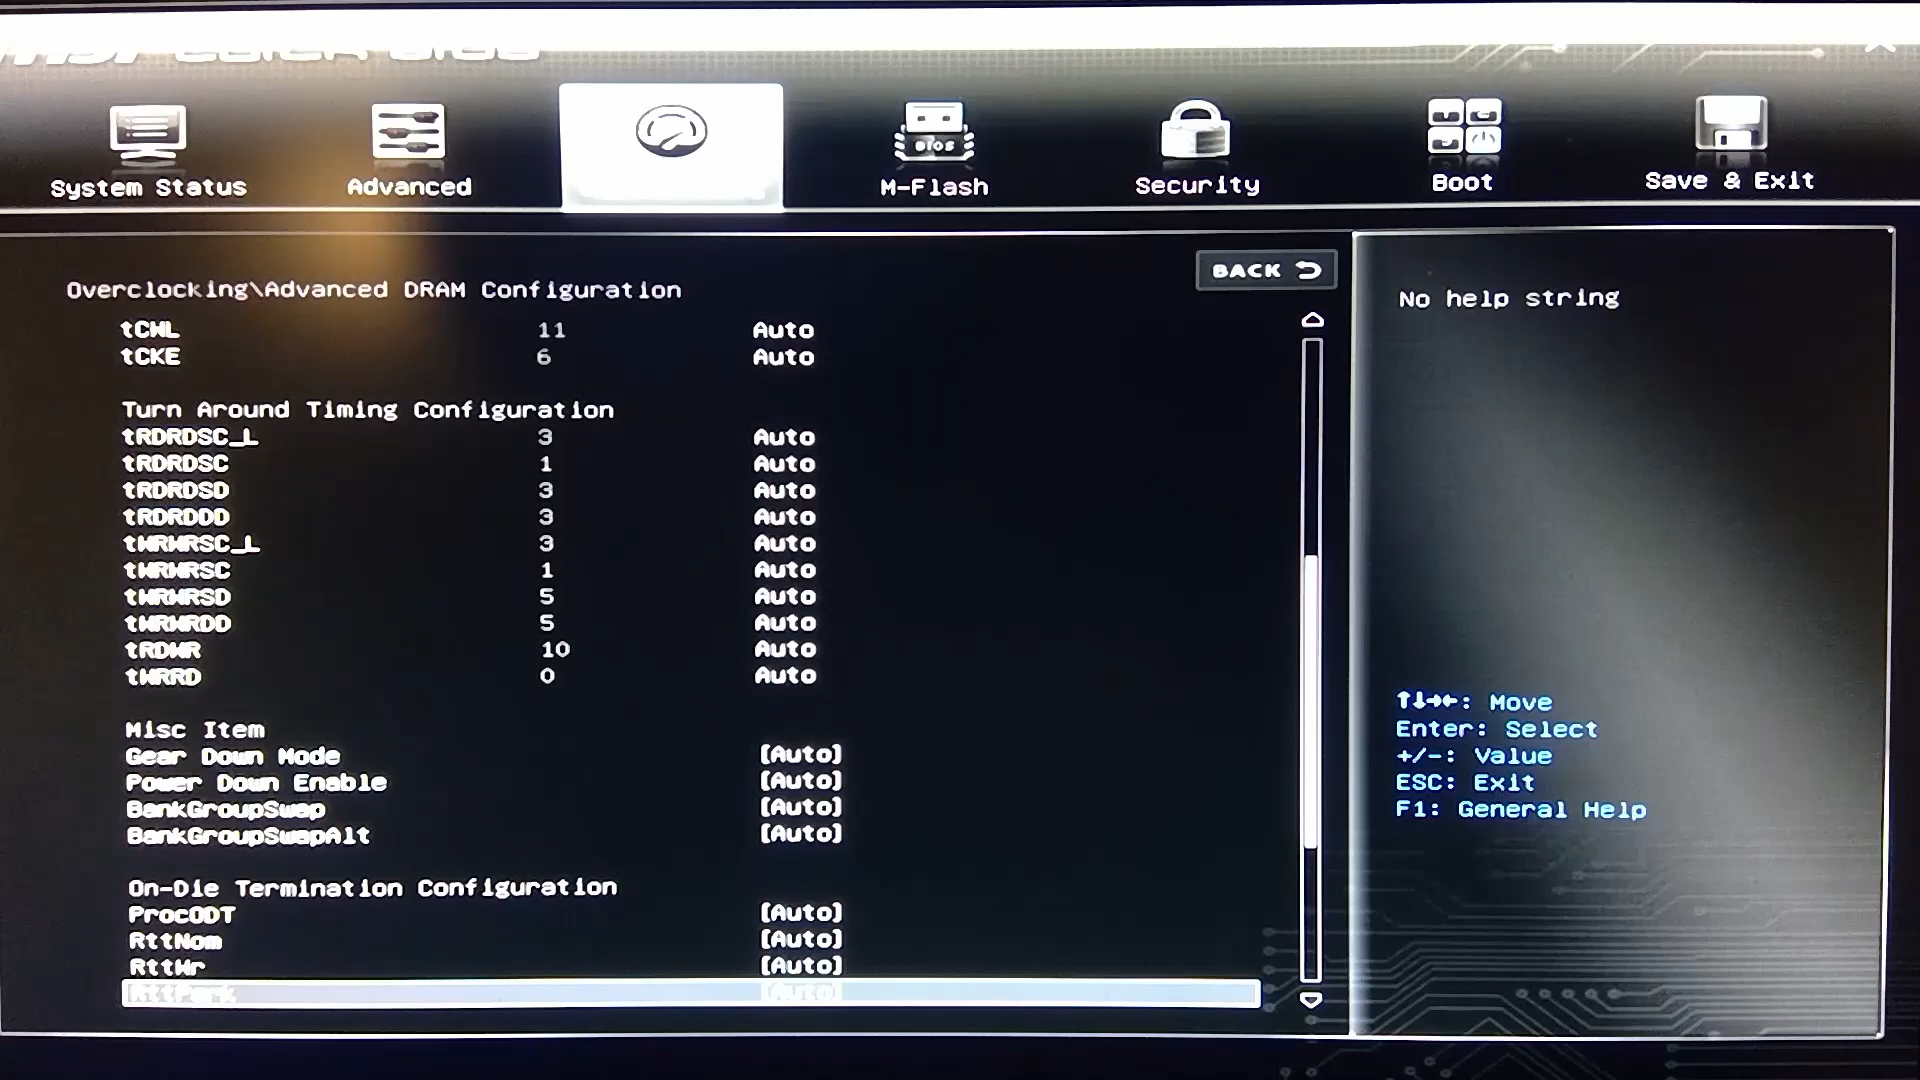 System Status Advanced M-Flash Security Boot Save & Exit
BACK
Overclocking\Advanced DRAM Configuration
tCWL 11 Auto
tCKE 6 Auto
Turn Around Timing Configuration
tRDRDSC_L 3 Auto
tRDRDSC 1 Auto
tRDRDSD 3 Auto
tRDRDDD 3 Auto
tWRWRSC_L 3 Auto
tWRWRSC 1 Auto
tWRWRSD 5 Auto
tWRWRDD 5 Auto
tRDWR 10 Auto
tWRRD 0 Auto
Misc Item
Gear Down Mode [Auto]
Power Down Enable [Auto]
BankGroupSwap [Auto]
BankGroupSwapAlt [Auto]
On-Die Termination Configuration
ProcODT [Auto]
RttNom [Auto]
RttWr [Auto]
RttPark [Auto]
No help string
↑↓→←: Move
Enter: Select
+/-: Value
ESC: Exit
F1: General Help